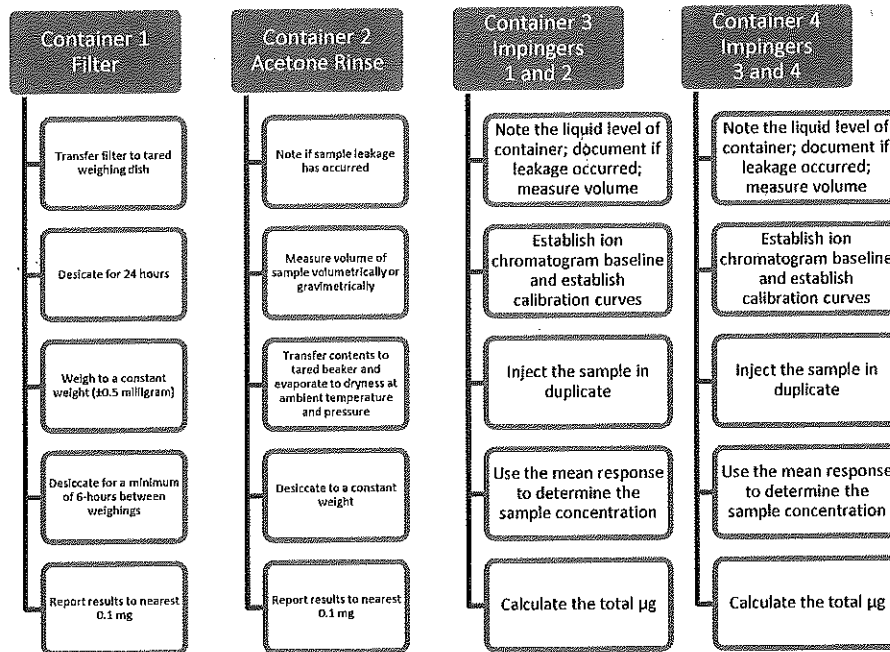 Container 1
Filter
Transfer filter to tared
weighing dish
Desicate for 24 hours
Weigh to a constant
weight (±0.5 milligram)
Desiccate for a minimum
of 6-hours between
weighings
Report results to nearest
0.1 mg
Container 2
Acetone Rinse
Note if sample leakage
has occurred
Measure volume of
sample volumetrically or
gravimetrically
Transfer contents to
tared beaker and
evaporate to dryness at
ambient temperature
and pressure
Desiccate to a constant
weight
Report results to nearest
0.1 mg
Container 3
Impingers
1 and 2
Note the liquid level of
container; document if
leakage occurred;
measure volume
Establish ion
chromatogram baseline
and establish
calibration curves
Inject the sample in
duplicate
Use the mean response
to determine the
sample concentration
Calculate the total µg
Container 4
Impingers
3 and 4
Note the liquid level of
container; document if
leakage occurred;
measure volume
Establish ion
chromatogram baseline
and establish
calibration curves
Inject the sample in
duplicate
Use the mean response
to determine the
sample concentration
Calculate the total µg